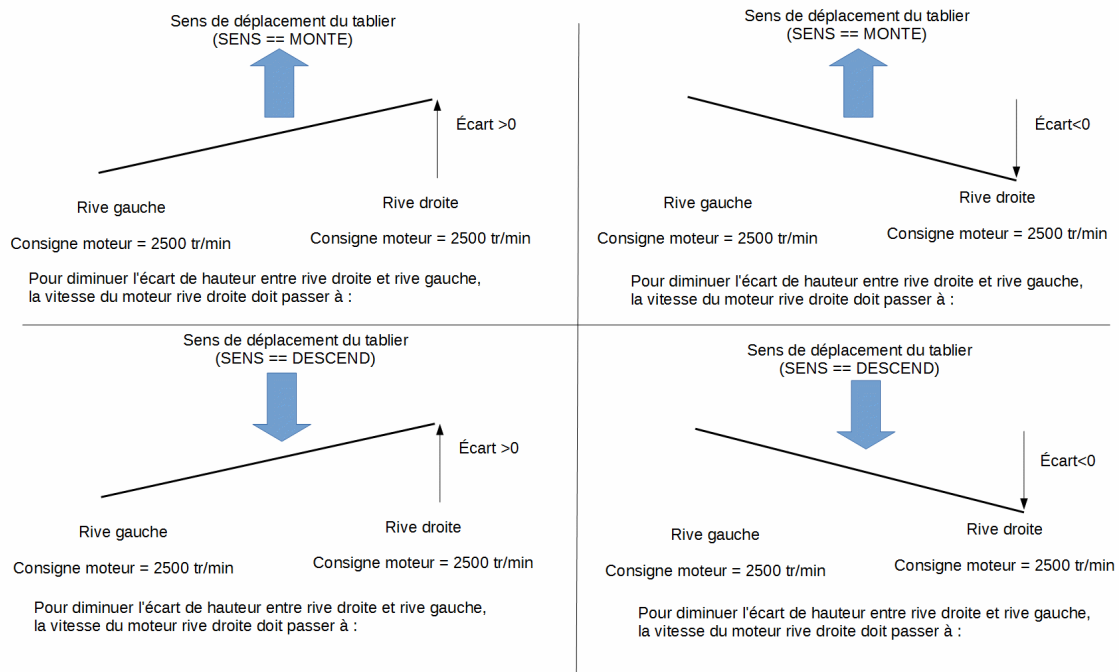 Sens de déplacement du tablier
(SENS == MONTE)
Écart >0
Rive gauche
Rive droite
Consigne moteur = 2500 tr/min
Consigne moteur = 2500 tr/min
Pour diminuer l'écart de hauteur entre rive droite et rive gauche,
la vitesse du moteur rive droite doit passer à :
Sens de déplacement du tablier
(SENS == MONTE)
Écart<0
Rive gauche
Rive droite
Consigne moteur = 2500 tr/min
Consigne moteur = 2500 tr/min
Pour diminuer l'écart de hauteur entre rive droite et rive gauche,
la vitesse du moteur rive droite doit passer à :
Sens de déplacement du tablier
(SENS == DESCEND)
Écart >0
Rive gauche
Rive droite
Consigne moteur = 2500 tr/min
Consigne moteur = 2500 tr/min
Pour diminuer l'écart de hauteur entre rive droite et rive gauche,
la vitesse du moteur rive droite doit passer à :
Sens de déplacement du tablier
(SENS == DESCEND)
Écart<0
Rive gauche
Rive droite
Consigne moteur = 2500 tr/min
Consigne moteur = 2500 tr/min
Pour diminuer l'écart de hauteur entre rive droite et rive gauche,
la vitesse du moteur rive droite doit passer à :